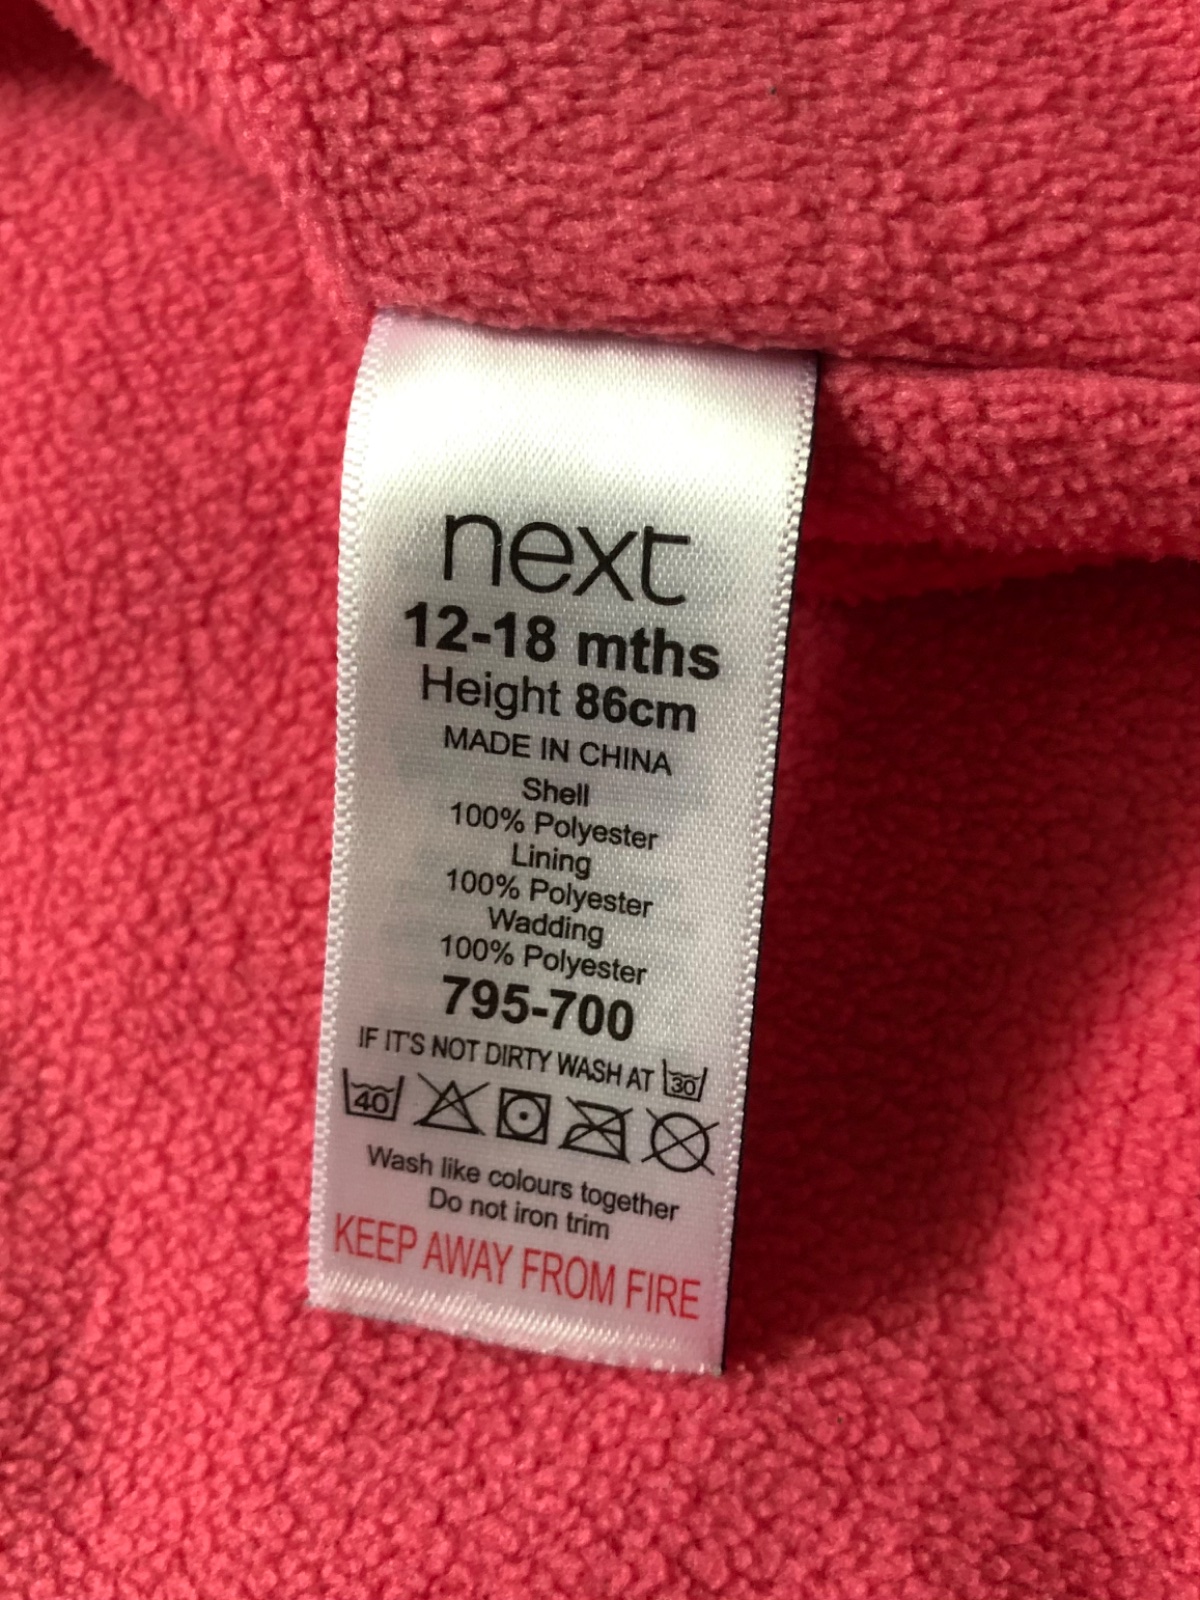 next
12-18 mths
Height 86cm
MADE IN CHINA
Shell
100% Polyester
Lining
100% Polyester
Wadding
100% Polyester
795-700
IF IT'S NOT DIRTY WASH AT 30
40
Wash like colours together
Do not iron trim
KEEP AWAY FROM FIRE